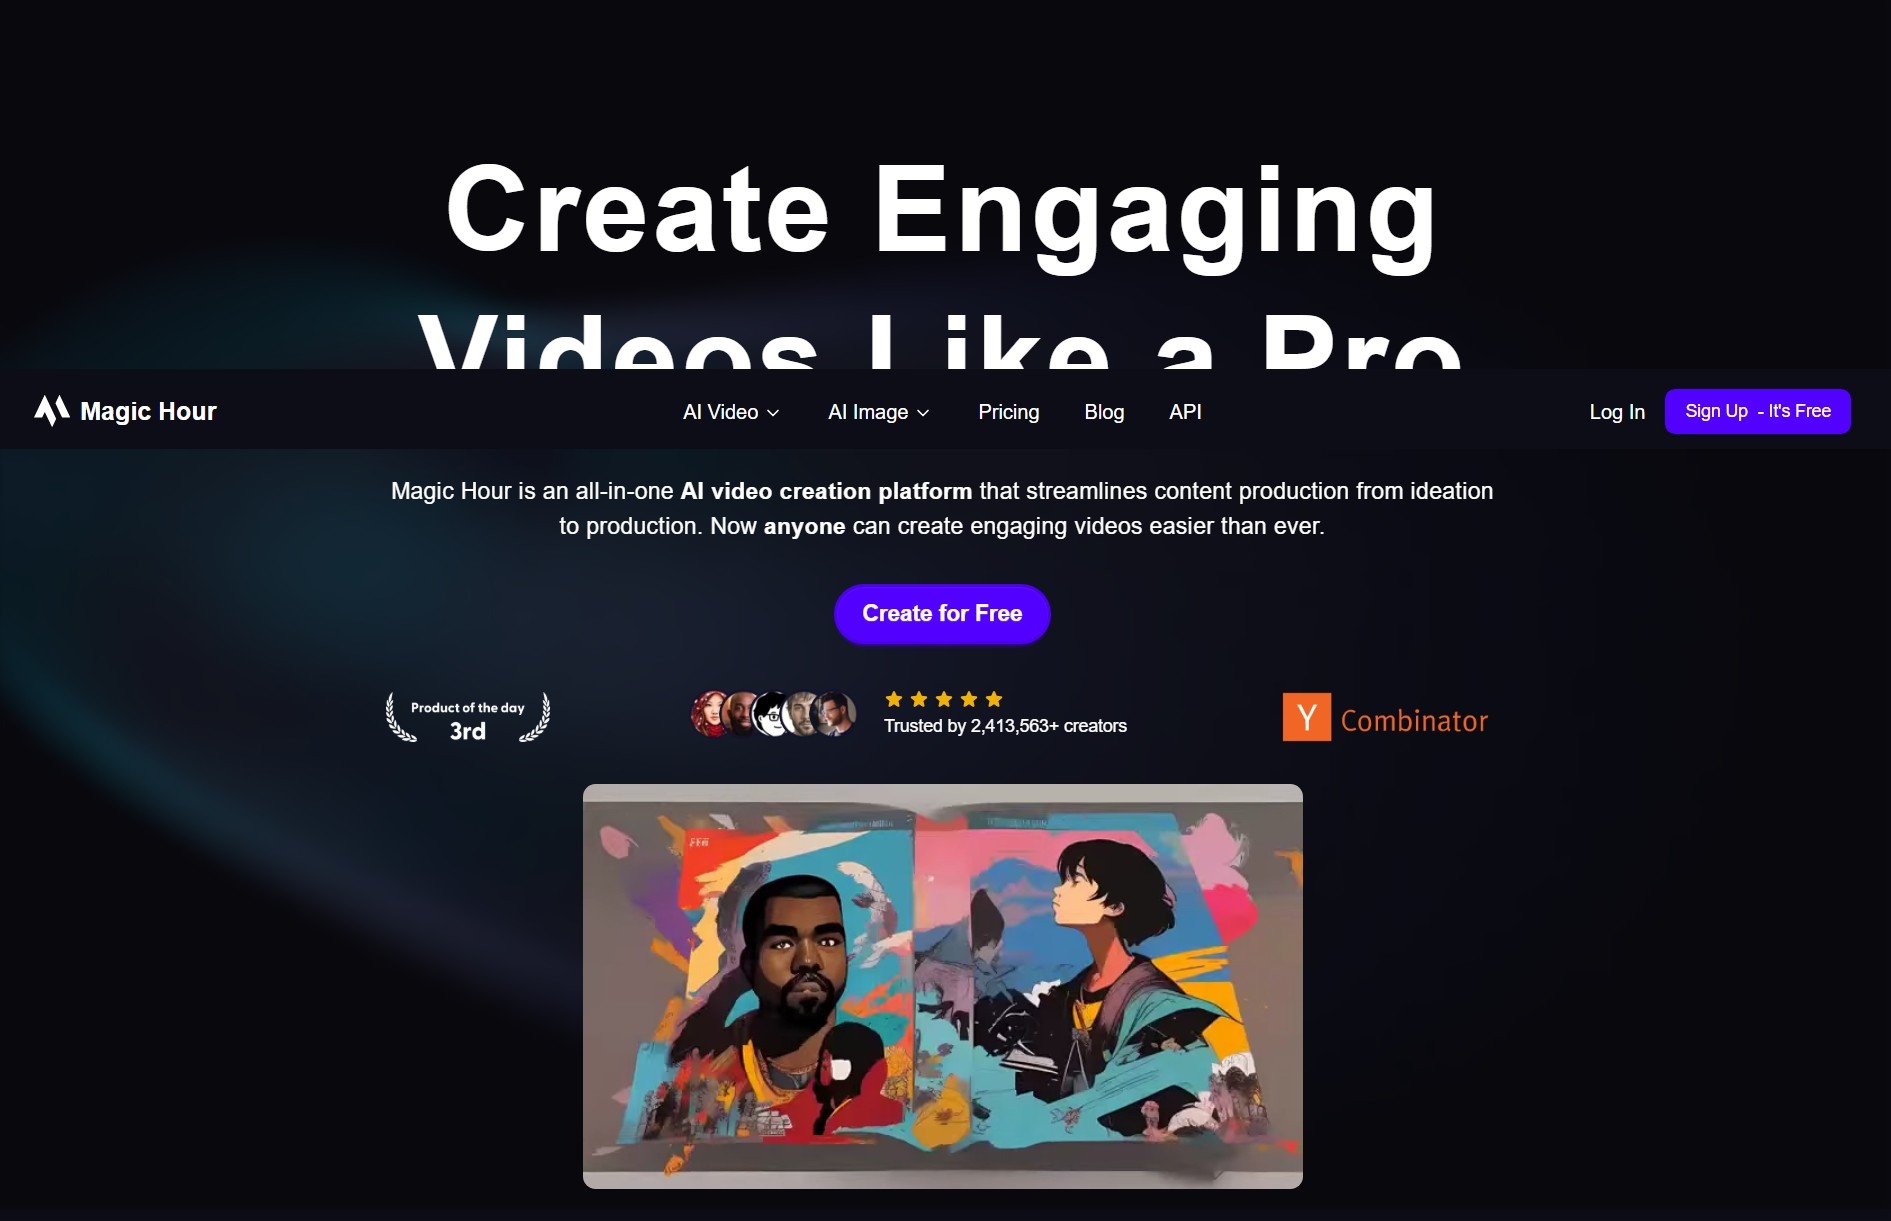 Create Engaging
Videos Like a Pro
Magic Hour
AI Video
AI Image
Pricing
Blog
API
Log In
Sign Up - It's Free
Magic Hour is an all-in-one AI video creation platform that streamlines content production from ideation
to production. Now anyone can create engaging videos easier than ever.
Create for Free
Product of the day
3rd
Trusted by 2,413,563+ creators
Y Combinator